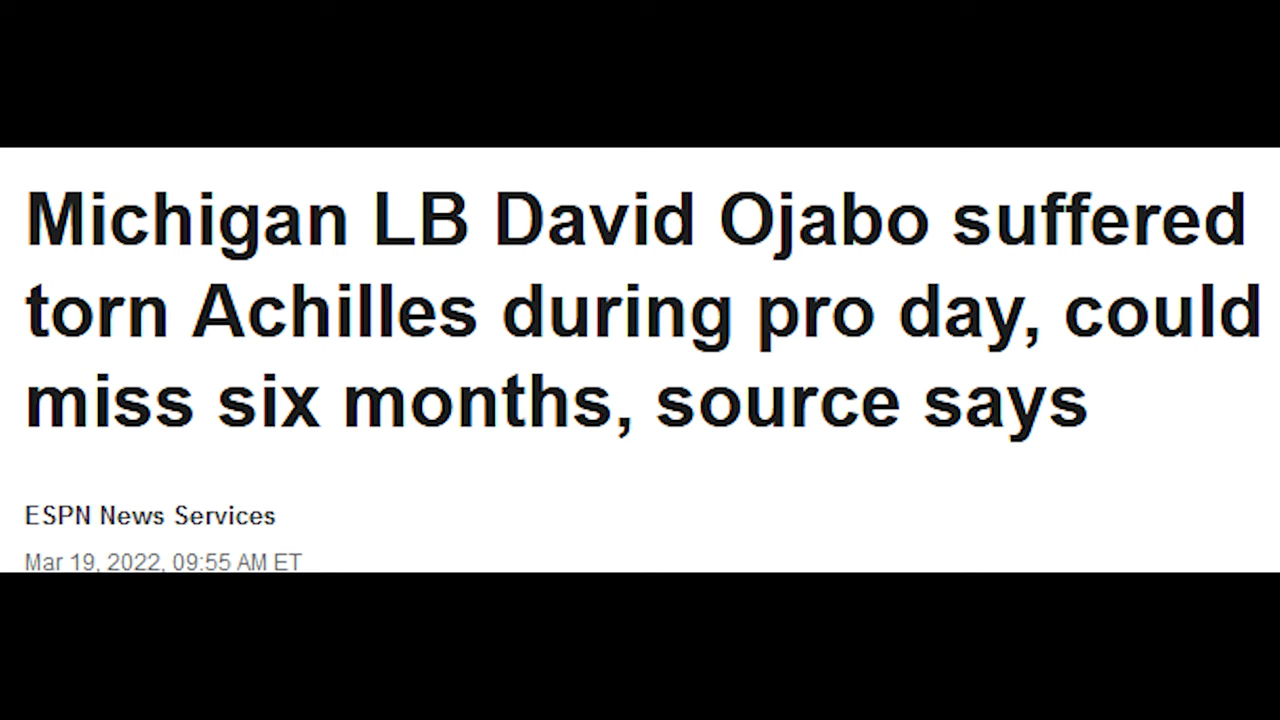 Michigan LB David Ojabo suffered
torn Achilles during pro day, could
miss six months, source says
ESPN News Services
Mar 19, 2022, 09:55 AM ET